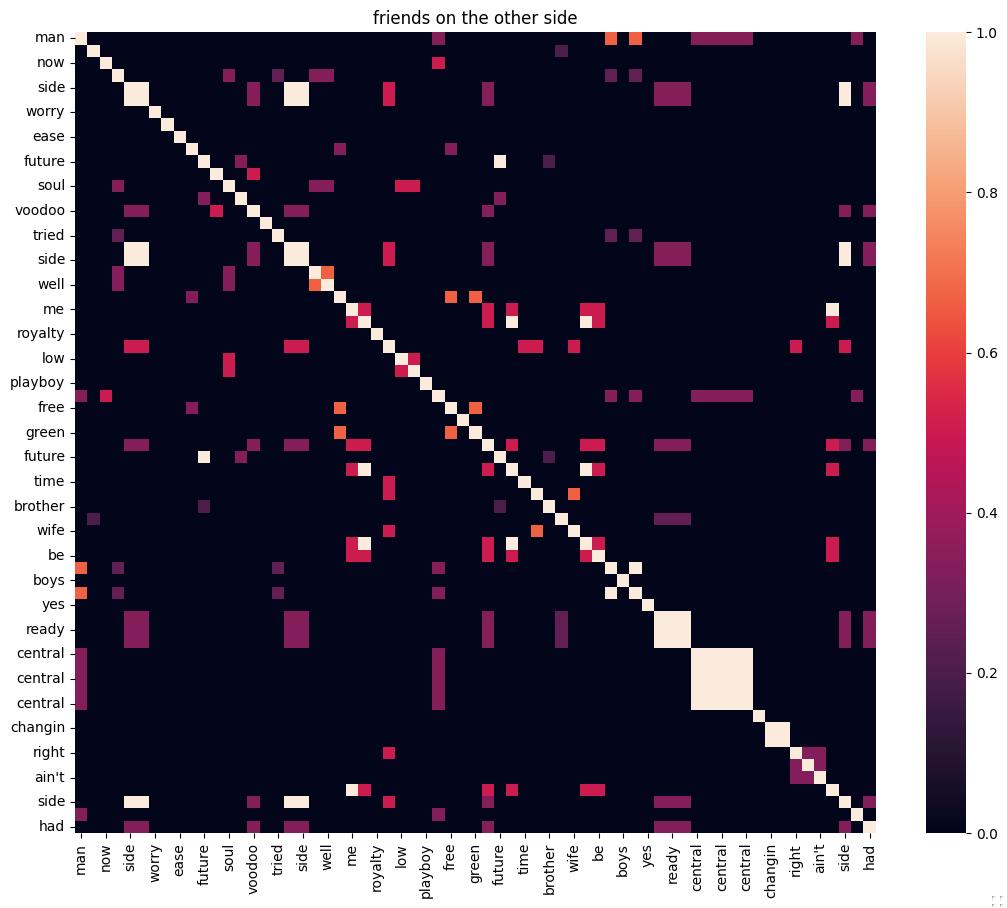 friends on the other side
man
now
side
worry
ease
future
soul
voodoo
tried
side
well
me
royalty
low
playboy
free
green
future
time
brother
wife
be
boys
yes
ready
central
central
central
changin
right
ain't
side
had
1.0
0.8
0.6
0.4
0.2
0.0
man
now
side
worry
ease
future
soul
voodoo
tried
side
well
me
royalty
low
playboy
free
green
future
time
brother
wife
be
boys
yes
ready
central
central
central
changin
right
ain't
side
had